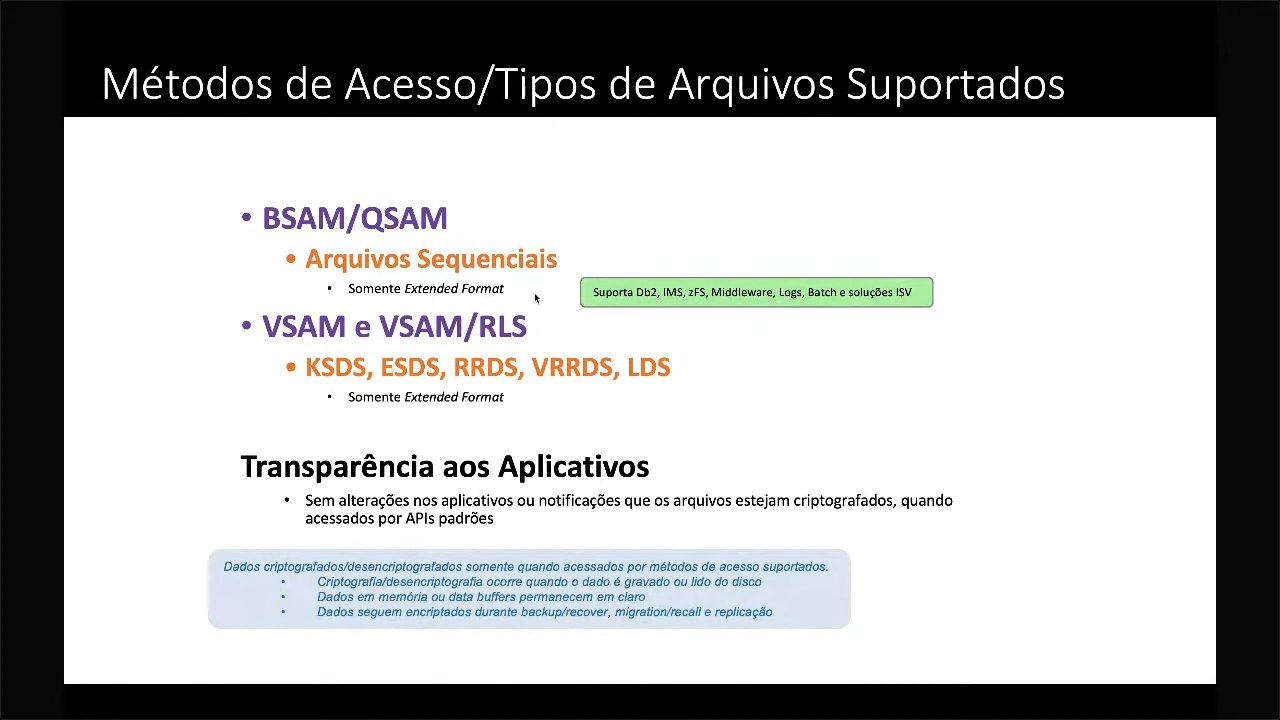 Métodos de Acesso/Tipos de Arquivos Suportados
• BSAM/QSAM
• Arquivos Sequenciais
• Somente Extended Format
Suporta Db2, IMS, zFS, Middleware, Logs, Batch e soluções ISV
• VSAM e VSAM/RLS
• KSDS, ESDS, RRDS, VRRDS, LDS
• Somente Extended Format
Transparência aos Aplicativos
• Sem alterações nos aplicativos ou notificações que os arquivos estejam criptografados, quando
acessados por APIs padrões
Dados criptografados/desencriptografados somente quando acessados por métodos de acesso suportados.
• Criptografia/desencriptografia ocorre quando o dado é gravado ou lido do disco
• Dados em memória ou data buffers permanecem em claro
• Dados seguem encriptados durante backup/recover, migration/recall e replicação